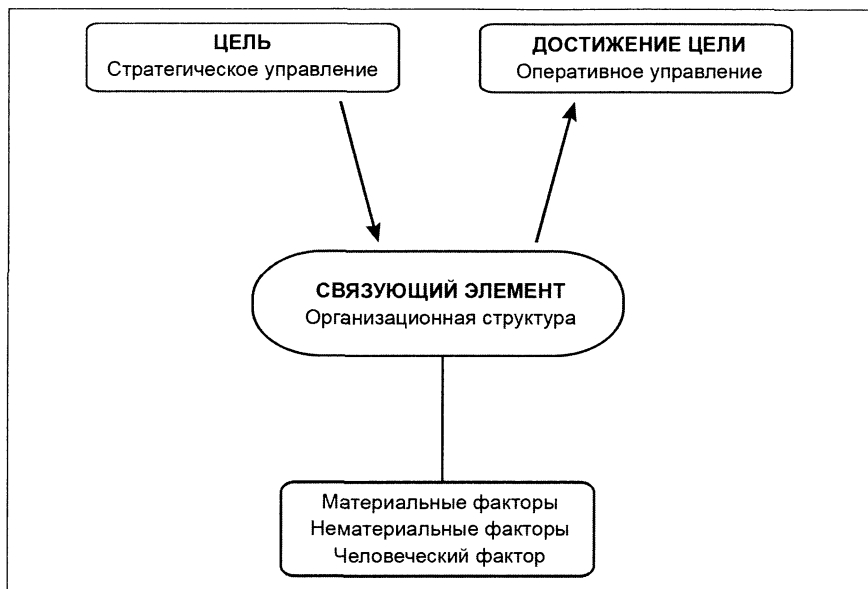 ЦЕЛЬ
Стратегическое управление
ДОСТИЖЕНИЕ ЦЕЛИ
Оперативное управление
СВЯЗУЮЩИЙ ЭЛЕМЕНТ
Организационная структура
Материальные факторы
Нематериальные факторы
Человеческий фактор